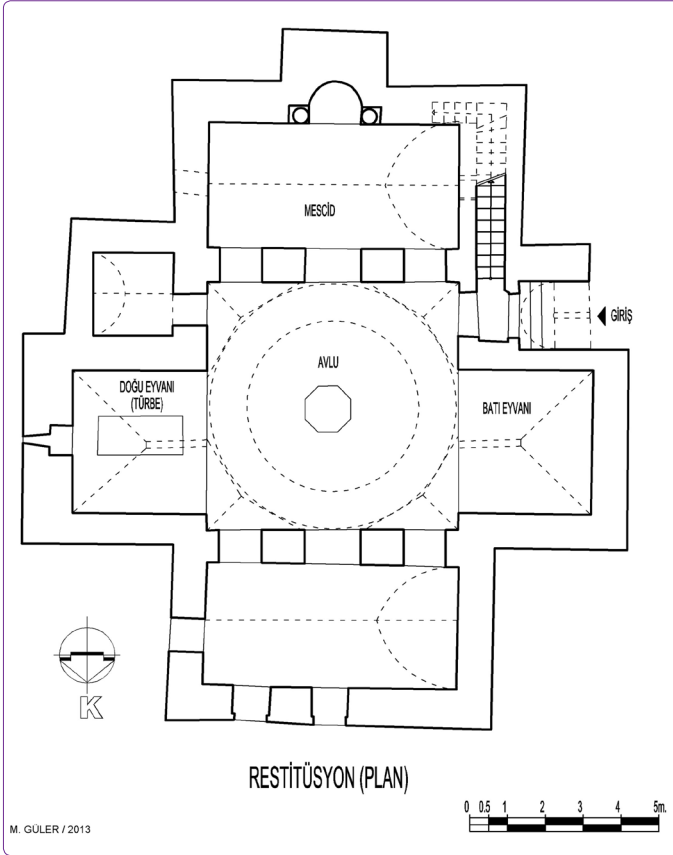 MESCİD
GİRİŞ
AVLU
DOĞU EYVANI
(TÜRBE)
BATI EYVANI
K
RESTİTÜSYON (PLAN)
0 0.5 1 2 3 4 5m.
M. GÜLER / 2013